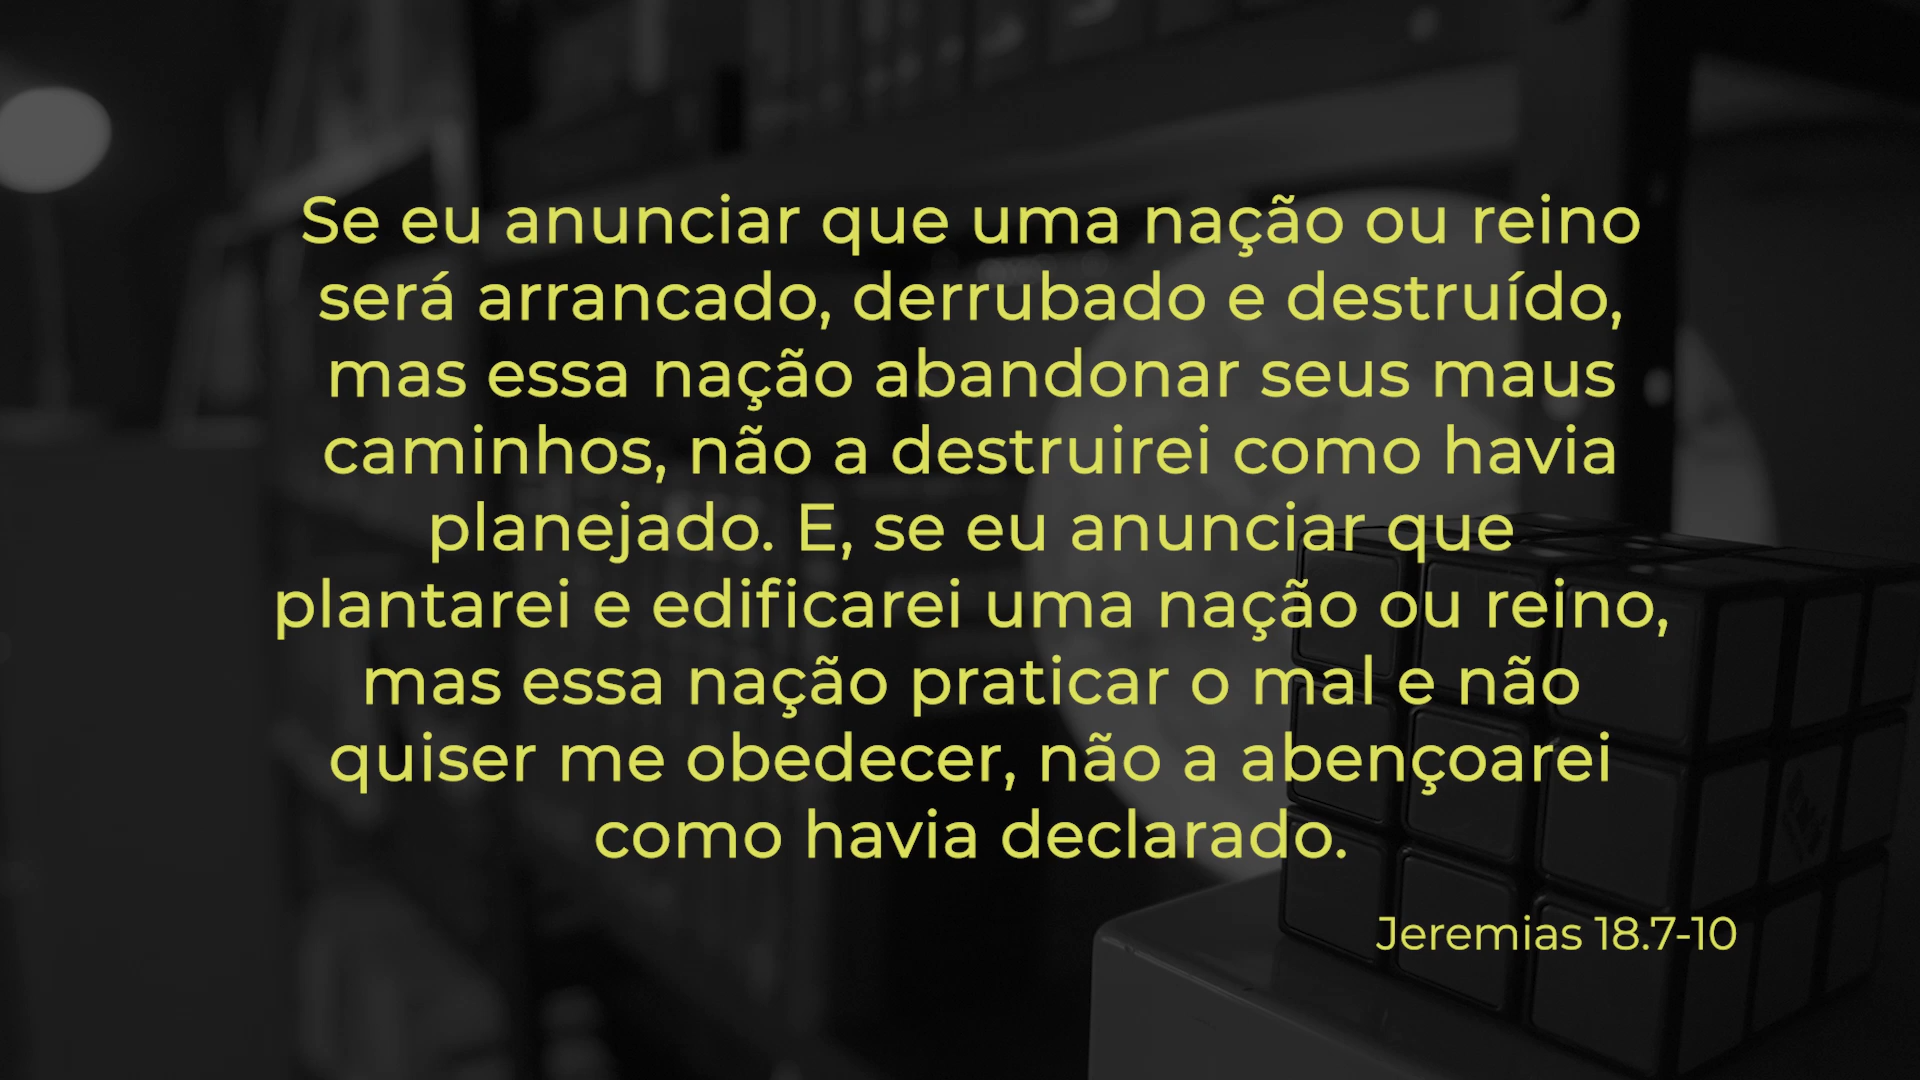 Se eu anunciar que uma nação ou reino
será arrancado, derrubado e destruído,
mas essa nação abandonar seus maus
caminhos, não a destruirei como havia
planejado. E, se eu anunciar que
plantarei e edificarei uma nação ou reino,
mas essa nação praticar o mal e não
quiser me obedecer, não a abençoarei
como havia declarado.
Jeremias 18.7-10